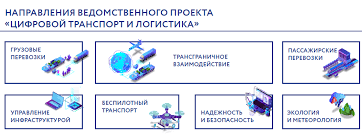 НАПРАВЛЕНИЯ ВЕДОМСТВЕННОГО ПРОЕКТА
«ЦИФРОВОЙ ТРАНСПОРТ И ЛОГИСТИКА»
ГРУЗОВЫЕ
ПЕРЕВОЗКИ
ТРАНСГРАНИЧНОЕ
ВЗАИМОДЕЙСТВИЕ
ПАССАЖИРСКИЕ
ПЕРЕВОЗКИ
УПРАВЛЕНИЕ
ИНФРАСТРУКТУРОЙ
БЕСПИЛОТНЫЙ
ТРАНСПОРТ
НАДЕЖНОСТЬ
И БЕЗОПАСНОСТЬ
ЭКОЛОГИЯ
И МЕТЕОРОЛОГИЯ